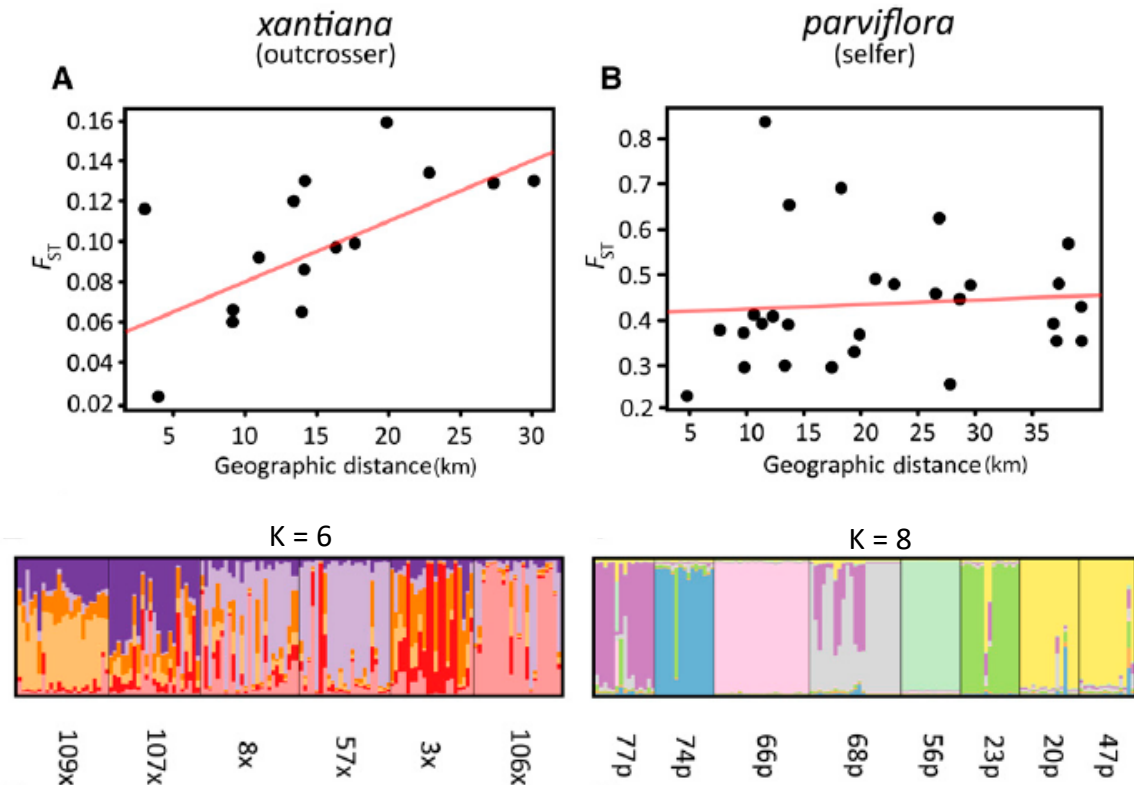 xantiana
(outcrosser)
parviflora
(selfer)
A
B
0.16
0.14
0.12
0.10
0.08
0.06
0.04
0.02
FST
5 10 15 20 25 30
Geographic distance(km)
0.8
0.7
0.6
0.5
0.4
0.3
0.2
FST
5 10 15 20 25 30 35
Geographic distance(km)
K = 6
K = 8
109x 107x 8x 57x 3x 106x
77p 74p 66p 68p 56p 23p 20p 47p